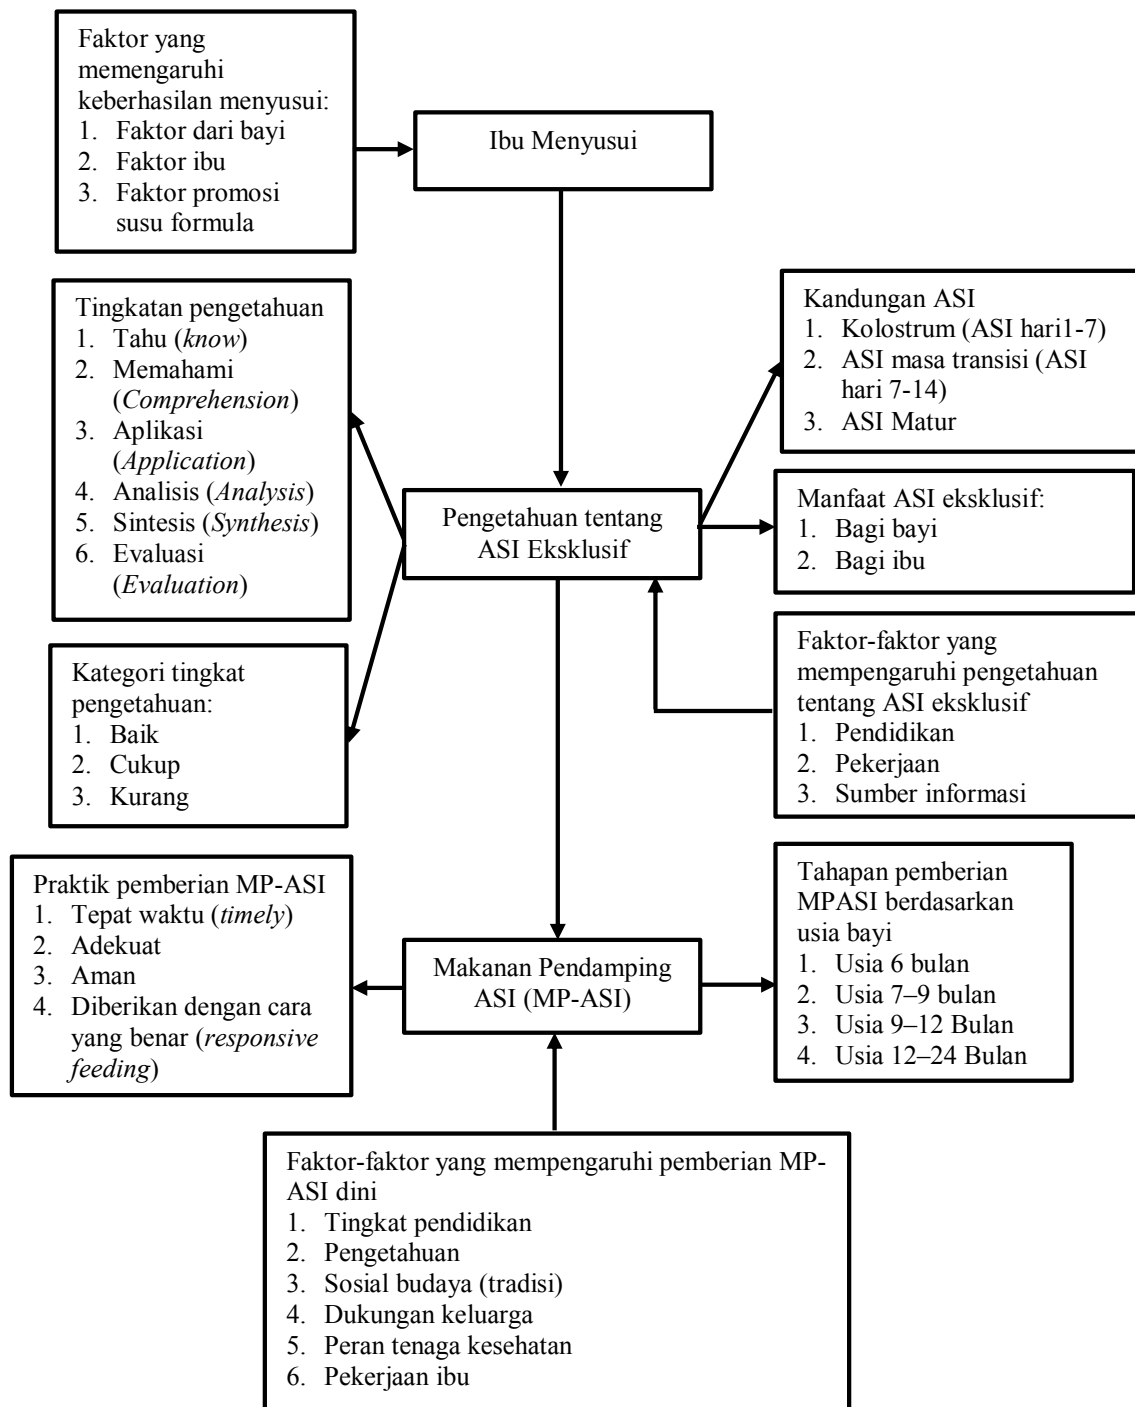 Faktor yang
memengaruhi
keberhasilan menyusui:
1. Faktor dari bayi
2. Faktor ibu
3. Faktor promosi
susu formula
Ibu Menyusui
Tingkatan pengetahuan
1. Tahu (know)
2. Memahami
(Comprehension)
3. Aplikasi
(Application)
4. Analisis (Analysis)
5. Sintesis (Synthesis)
6. Evaluasi
(Evaluation)
Kandungan ASI
1. Kolostrum (ASI hari1-7)
2. ASI masa transisi (ASI
hari 7-14)
3. ASI Matur
Pengetahuan tentang
ASI Eksklusif
Manfaat ASI eksklusif:
1. Bagi bayi
2. Bagi ibu
Kategori tingkat
pengetahuan:
1. Baik
2. Cukup
3. Kurang
Faktor-faktor yang
mempengaruhi pengetahuan
tentang ASI eksklusif
1. Pendidikan
2. Pekerjaan
3. Sumber informasi
Praktik pemberian MP-ASI
1. Tepat waktu (timely)
2. Adekuat
3. Aman
4. Diberikan dengan cara
yang benar (responsive
feeding)
Makanan Pendamping
ASI (MP-ASI)
Tahapan pemberian
MPASI berdasarkan
usia bayi
1. Usia 6 bulan
2. Usia 7–9 bulan
3. Usia 9–12 Bulan
4. Usia 12–24 Bulan
Faktor-faktor yang mempengaruhi pemberian MP-
ASI dini
1. Tingkat pendidikan
2. Pengetahuan
3. Sosial budaya (tradisi)
4. Dukungan keluarga
5. Peran tenaga kesehatan
6. Pekerjaan ibu